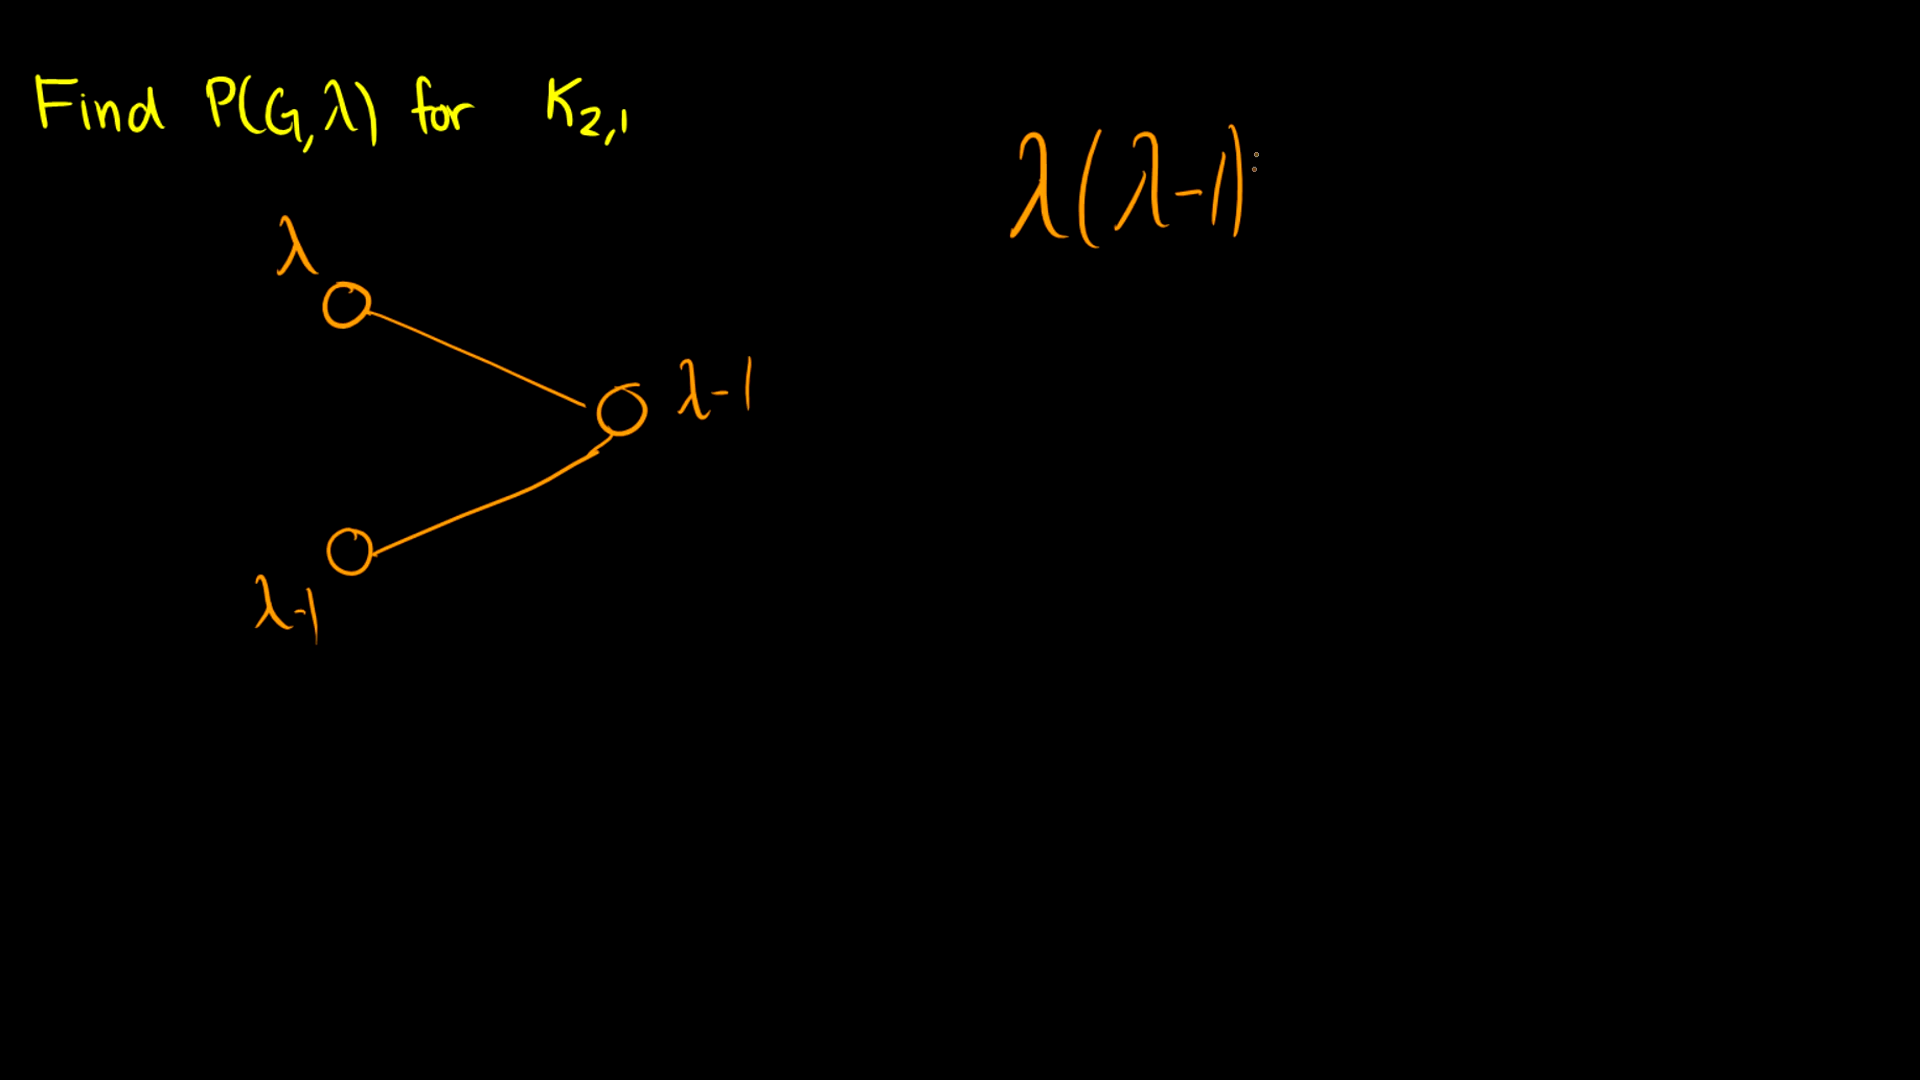 Find P(G,λ) for K₂,₁
λ(λ-1)
λ
λ-1
λ-1